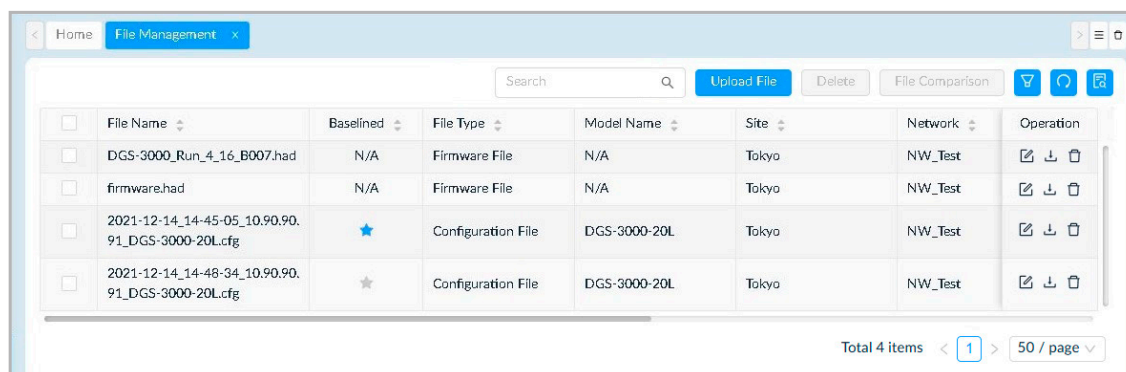 Home File Management x
Search Upload File Delete File Comparison
File Name Baselined File Type Model Name Site Network Operation
DGS-3000_Run_4_16_B007.had N/A Firmware File N/A Tokyo NW_Test
firmware.had N/A Firmware File N/A Tokyo NW_Test
2021-12-14_14-45-05_10.90.90.
91_DGS-3000-20L.cfg Configuration File DGS-3000-20L Tokyo NW_Test
2021-12-14_14-48-34_10.90.90.
91_DGS-3000-20L.cfg Configuration File DGS-3000-20L Tokyo NW_Test
Total 4 items < 1 > 50 / page